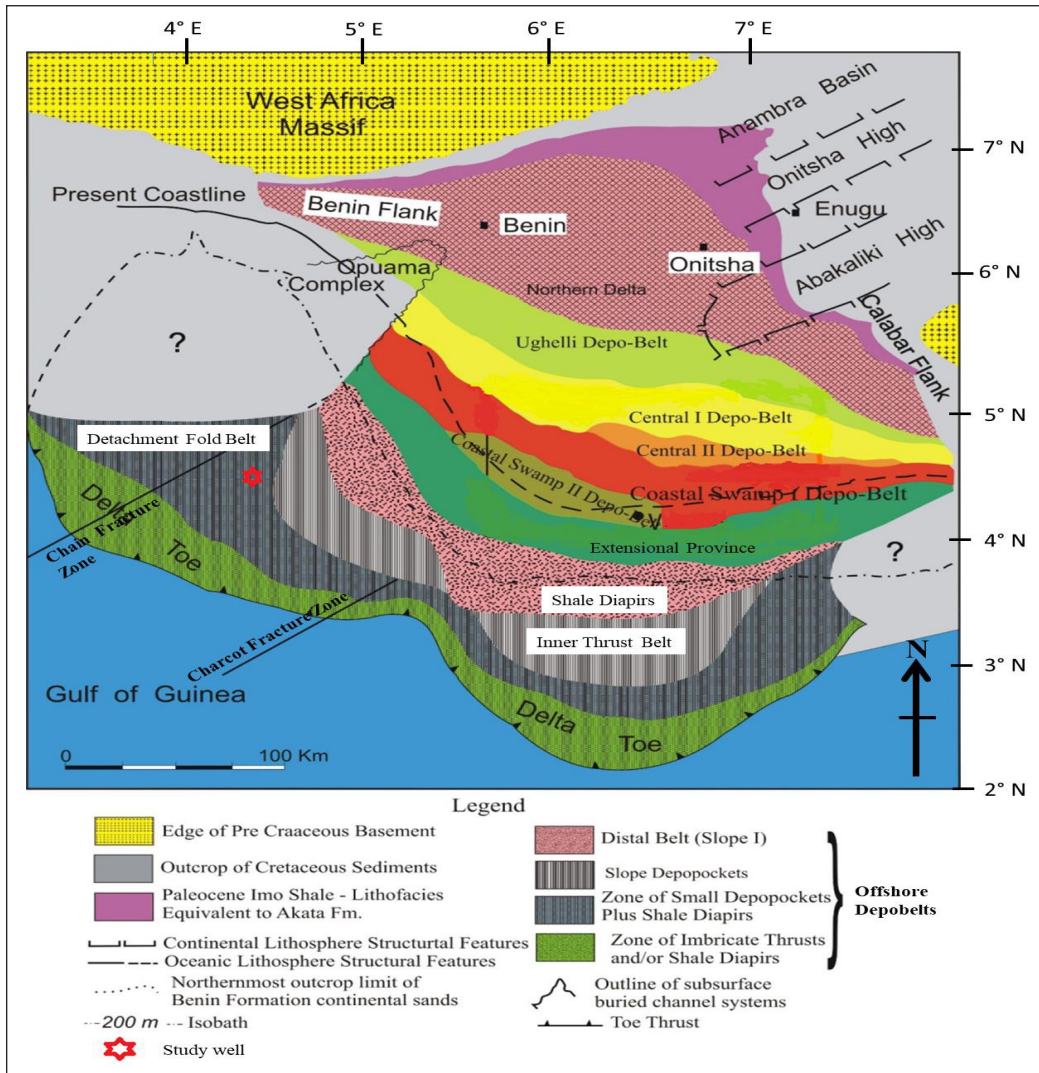 4° E 5° E 6° E 7° E
West Africa
Massif
Anambra Basin
7° N
Onitsha High
Present Coastline
Benin Flank
Benin
Enugu
Onitsha
Abakaliki High
Opuama
Complex
6° N
Northern Delta
Calabar Flank
?
Ughelli Depo-Belt
5° N
Central I Depo-Belt
Detachment Fold Belt
Central II Depo-Belt
Coastal Swamp II Depo-Belt
Coastal Swamp I Depo-Belt
Delta
Toe
Chain Fracture
Zone
Extensional Province
4° N
?
Shale Diapirs
Charcot Fracture Zone
Inner Thrust Belt
N
3° N
Gulf of Guinea
Delta
Toe
0 100 Km
2° N
Legend
Edge of Pre Craaceous Basement
Outcrop of Cretaceous Sediments
Paleocene Imo Shale - Lithofacies
Equivalent to Akata Fm.
Continental Lithosphere Structurtal Features
Oceanic Lithosphere Structural Features
Northernmost outcrop limit of
Benin Formation continental sands
200 m Isobath
Study well
Distal Belt (Slope I)
Slope Depopockets
Zone of Small Depopockets
Plus Shale Diapirs
Zone of Imbricate Thrusts
and/or Shale Diapirs
Offshore
Depobelts
Outline of subsurface
buried channel systems
Toe Thrust